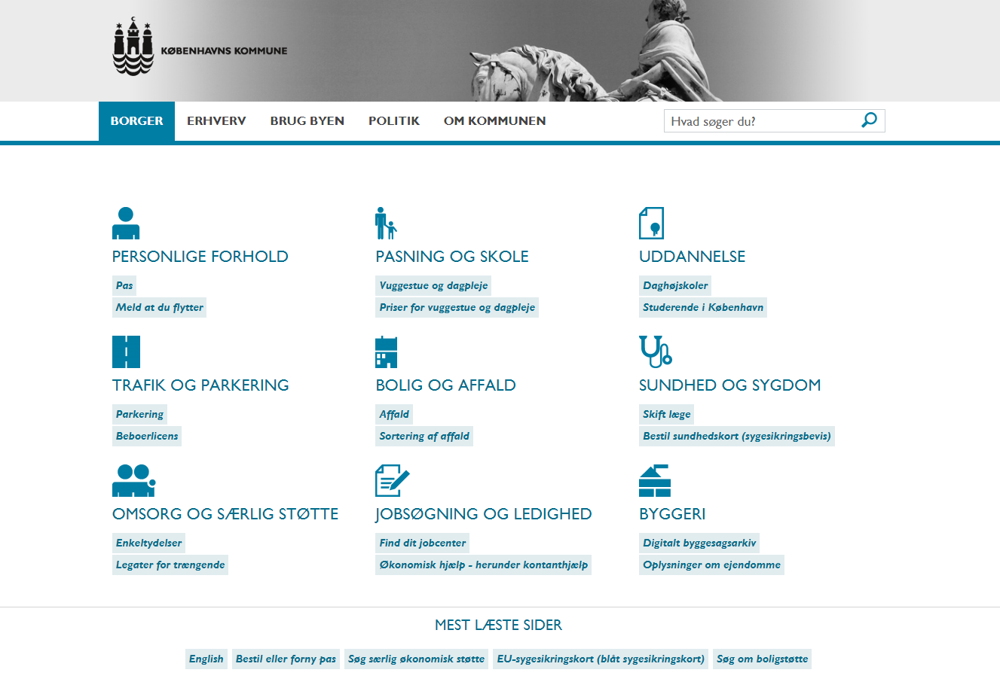 KØBENHAVNS KOMMUNE
BORGER ERHVERV BRUG BYEN POLITIK OM KOMMUNEN Hvad søger du?
PERSONLIGE FORHOLD
Pas
Meld at du flytter
PASNING OG SKOLE
Vuggestue og dagpleje
Priser for vuggestue og dagpleje
UDDANNELSE
Daghøjskoler
Studerende i København
TRAFIK OG PARKERING
Parkering
Beboerlicens
BOLIG OG AFFALD
Affald
Sortering af affald
SUNDHED OG SYGDOM
Skift læge
Bestil sundhedskort (sygesikringsbevis)
OMSORG OG SÆRLIG STØTTE
Enkeltydelser
Legater for trængende
JOBSØGNING OG LEDIGHED
Find dit jobcenter
Økonomisk hjælp - herunder kontanthjælp
BYGGERI
Digitalt byggesagsarkiv
Oplysninger om ejendomme
MEST LÆSTE SIDER
English Bestil eller forny pas Søg særlig økonomisk støtte EU-sygesikringskort (blåt sygesikringskort) Søg om boligstøtte